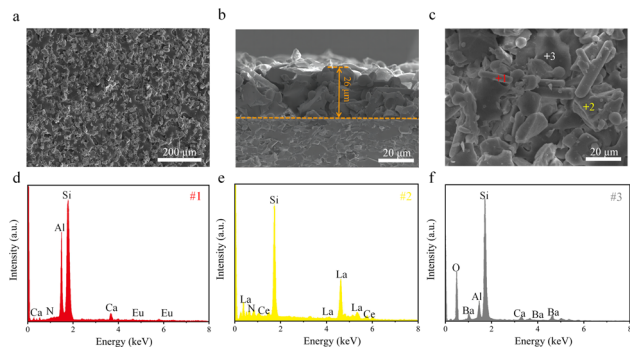 a
b
c
200 μm
26 μm
20 μm
+1
+3
+2
20 μm
d
#1
Si
Al
Ca
N
Ca
Eu
Eu
Intensity (a.u.)
0 2 4 6 8
Energy (keV)
e
#2
Si
La
La
N
Ce
La
La
Ce
Intensity (a.u.)
0 2 4 6 8
Energy (keV)
f
#3
Si
O
Al
Ba
Ca
Ba
Ba
Intensity (a.u.)
0 2 4 6 8
Energy (keV)